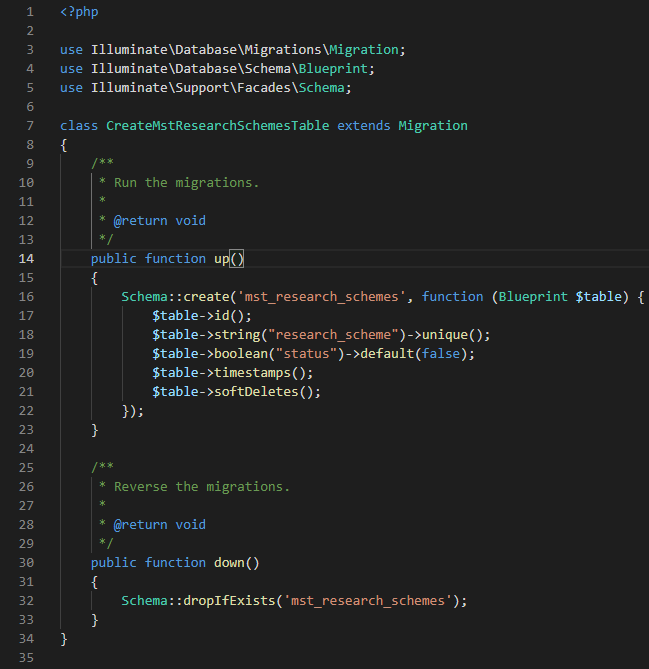 1 <?php
2
3 use Illuminate\Database\Migrations\Migration;
4 use Illuminate\Database\Schema\Blueprint;
5 use Illuminate\Support\Facades\Schema;
6
7 class CreateMstResearchSchemesTable extends Migration
8 {
9     /**
10      * Run the migrations.
11      *
12      * @return void
13      */
14     public function up()
15     {
16         Schema::create('mst_research_schemes', function (Blueprint $table) {
17             $table->id();
18             $table->string("research_scheme")->unique();
19             $table->boolean("status")->default(false);
20             $table->timestamps();
21             $table->softDeletes();
22         });
23     }
24
25     /**
26      * Reverse the migrations.
27      *
28      * @return void
29      */
30     public function down()
31     {
32         Schema::dropIfExists('mst_research_schemes');
33     }
34 }
35